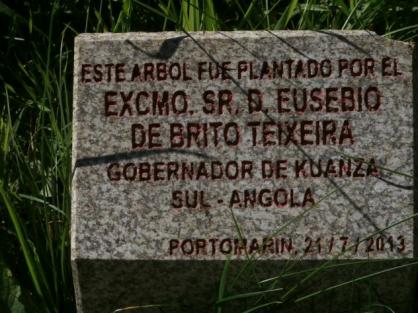 ESTE ARBOL FUE PLANTADO POR EL
EXCMO. SR. D. EUSEBIO
DE BRITO TEIXEIRA
GOBERNADOR DE KUANZA
SUL - ANGOLA
PORTOMARIN, 21/7/2013